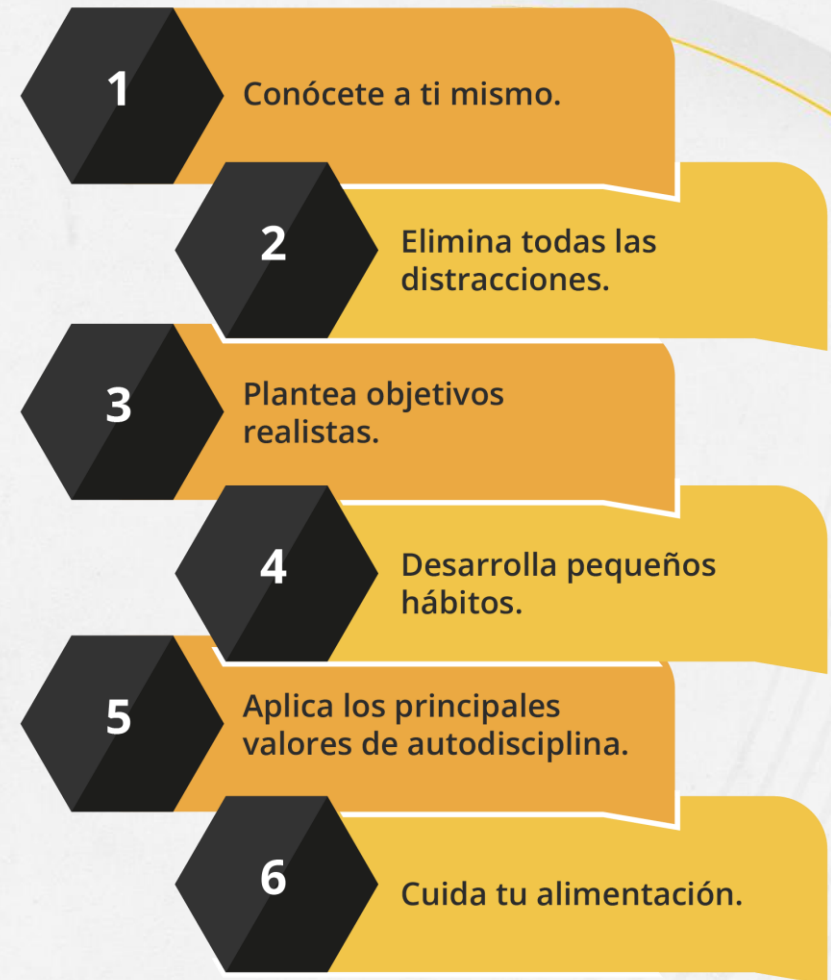 1
Conócete a ti mismo.
2
Elimina todas las
distracciones.
3
Plantea objetivos
realistas.
4
Desarrolla pequeños
hábitos.
5
Aplica los principales
valores de autodisciplina.
6
Cuida tu alimentación.